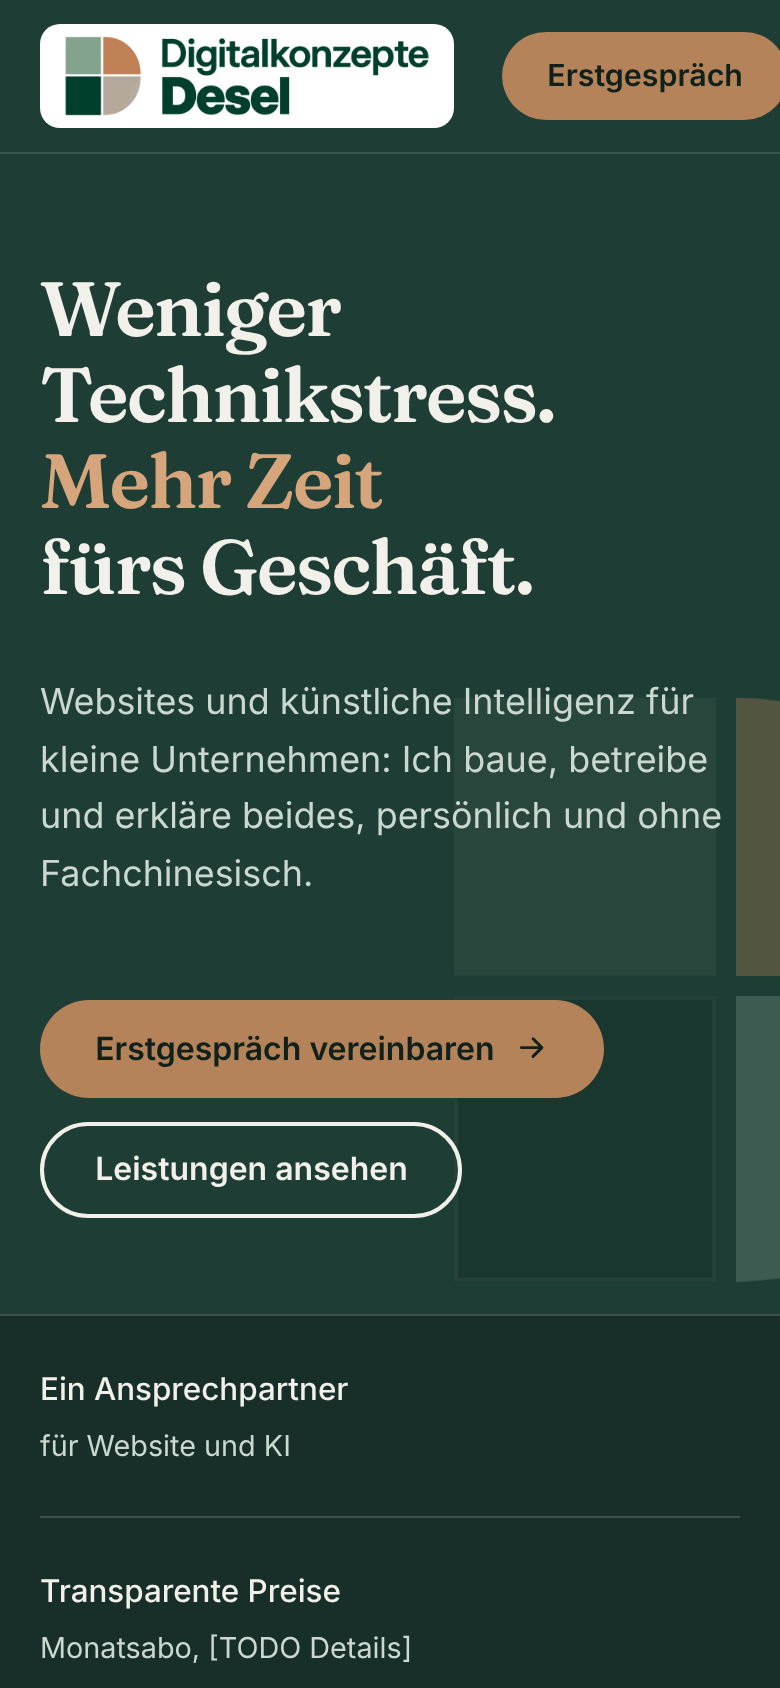 Digitalkonzepte
Desel
Erstgespräch
Weniger
Technikstress.
Mehr Zeit
fürs Geschäft.
Websites und künstliche Intelligenz für
kleine Unternehmen: Ich baue, betreibe
und erkläre beides, persönlich und ohne
Fachchinesisch.
Erstgespräch vereinbaren →
Leistungen ansehen
Ein Ansprechpartner
für Website und KI
Transparente Preise
Monatsabo, [TODO Details]